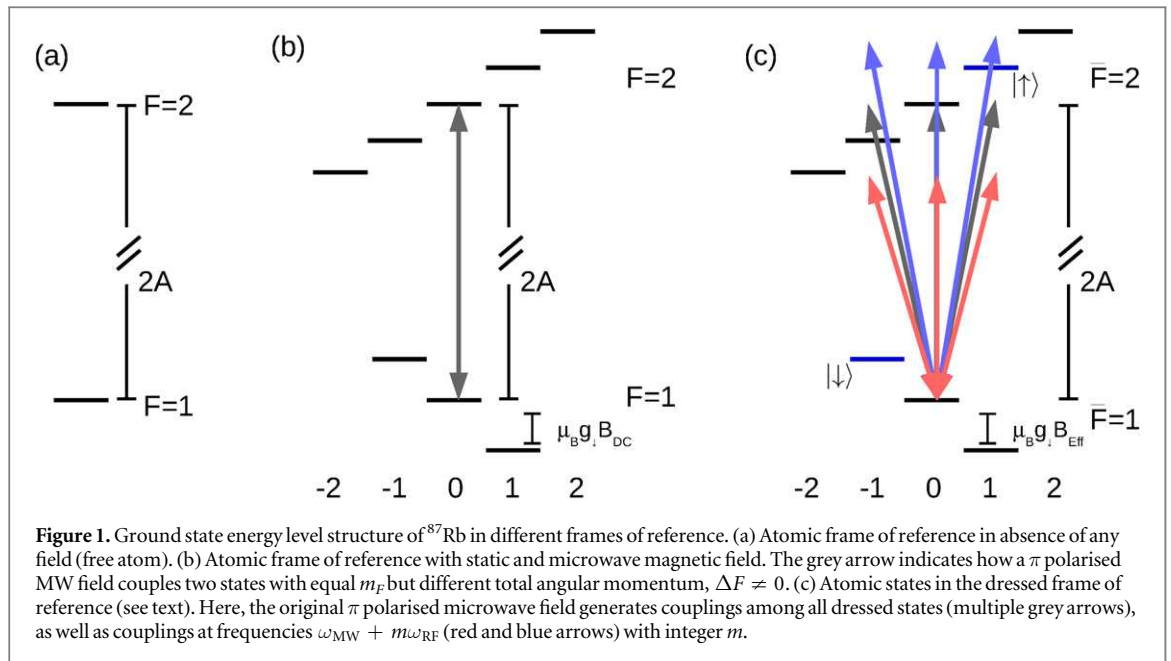 (a)
F=2
2A
F=1
(b)
F=2
2A
F=1
μBg↓BDC
-2 -1 0 1 2
(c)
F̄=2
|↑⟩
2A
|↓⟩
F̄=1
μBg↓BEff
-2 -1 0 1 2
Figure 1. Ground state energy level structure of ⁸⁷Rb in different frames of reference. (a) Atomic frame of reference in absence of any
field (free atom). (b) Atomic frame of reference with static and microwave magnetic field. The grey arrow indicates how a π polarised
MW field couples two states with equal mF but different total angular momentum, ΔF ≠ 0. (c) Atomic states in the dressed frame of
reference (see text). Here, the original π polarised microwave field generates couplings among all dressed states (multiple grey arrows),
as well as couplings at frequencies ωMW + mωRF (red and blue arrows) with integer m.